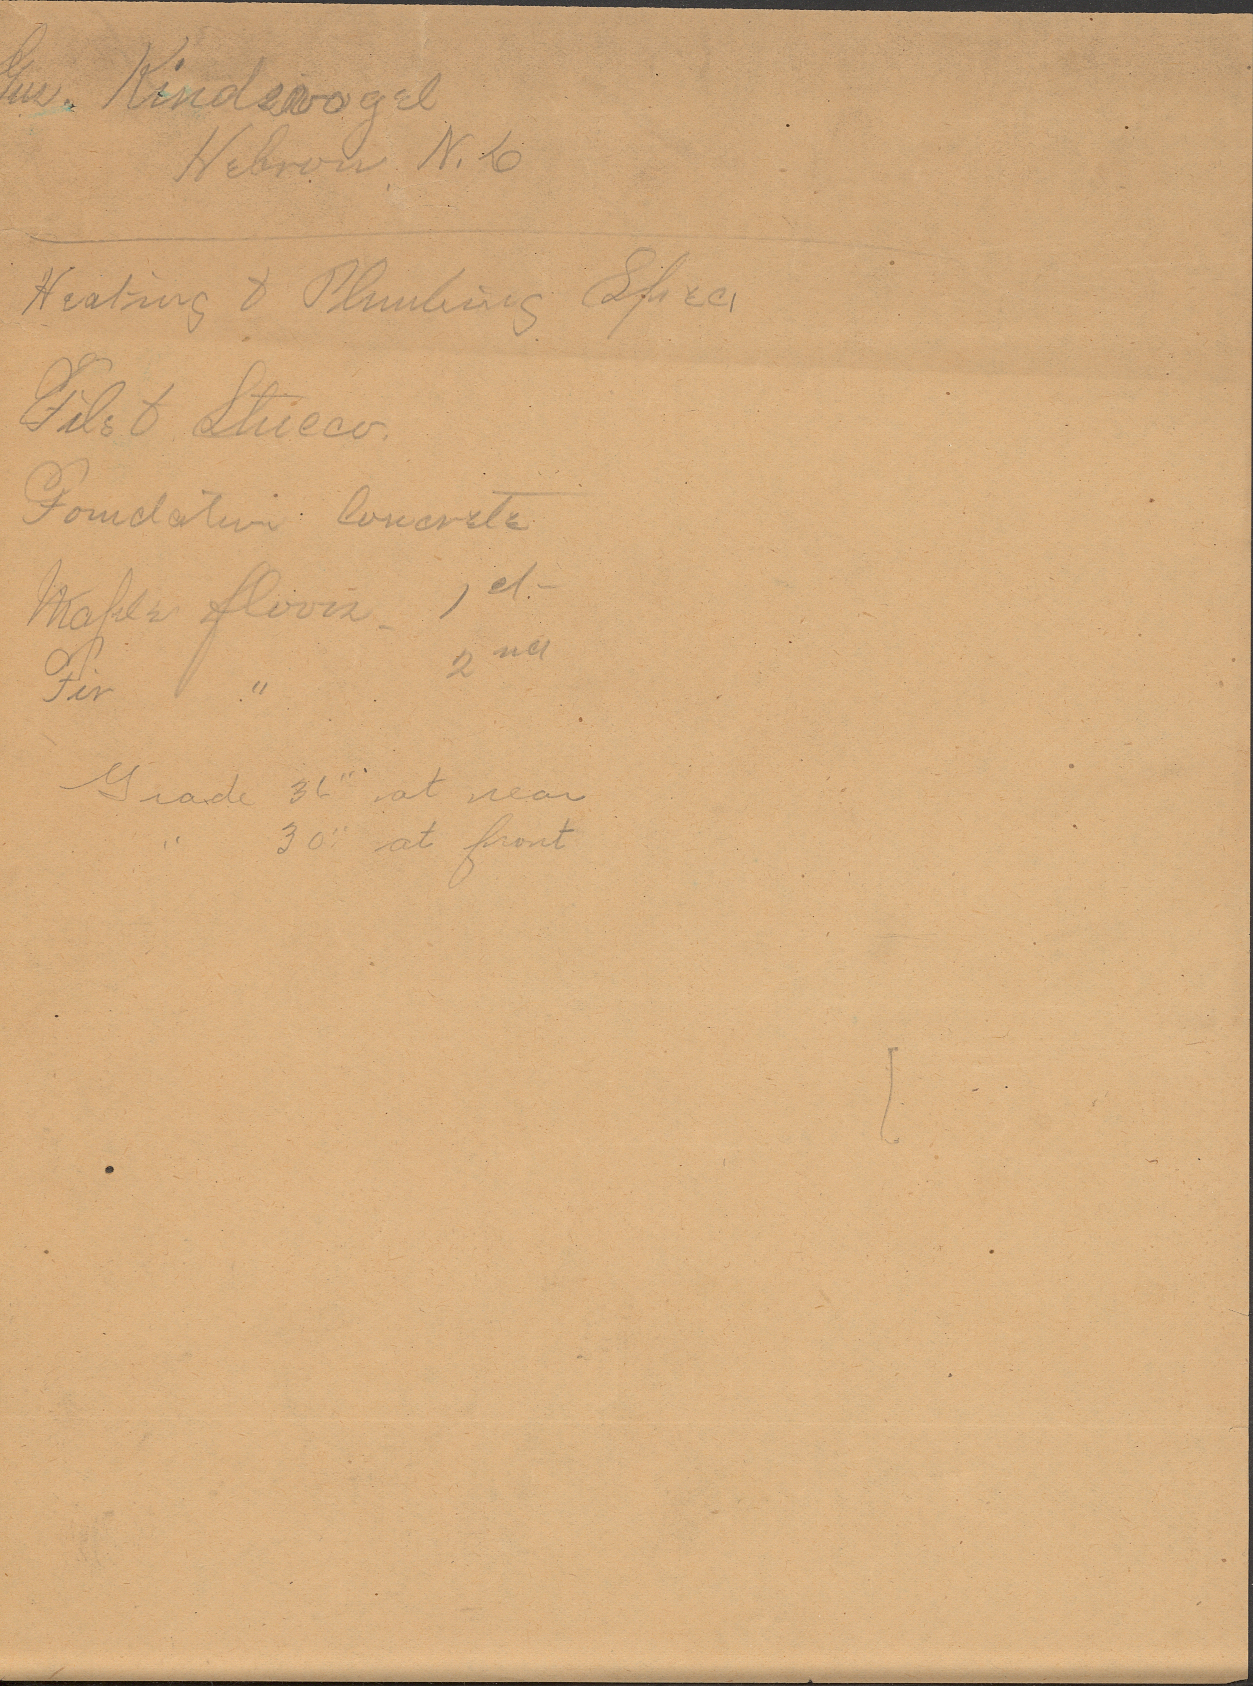 Gus. Kindsvogel
Hebron, N. D
Heating & Plumbing Spec
Tile & Stucco.
Foundation Concrete
Maple floors - 1st -
Fir " 2nd
Grade 36" at rear
" 30" at front